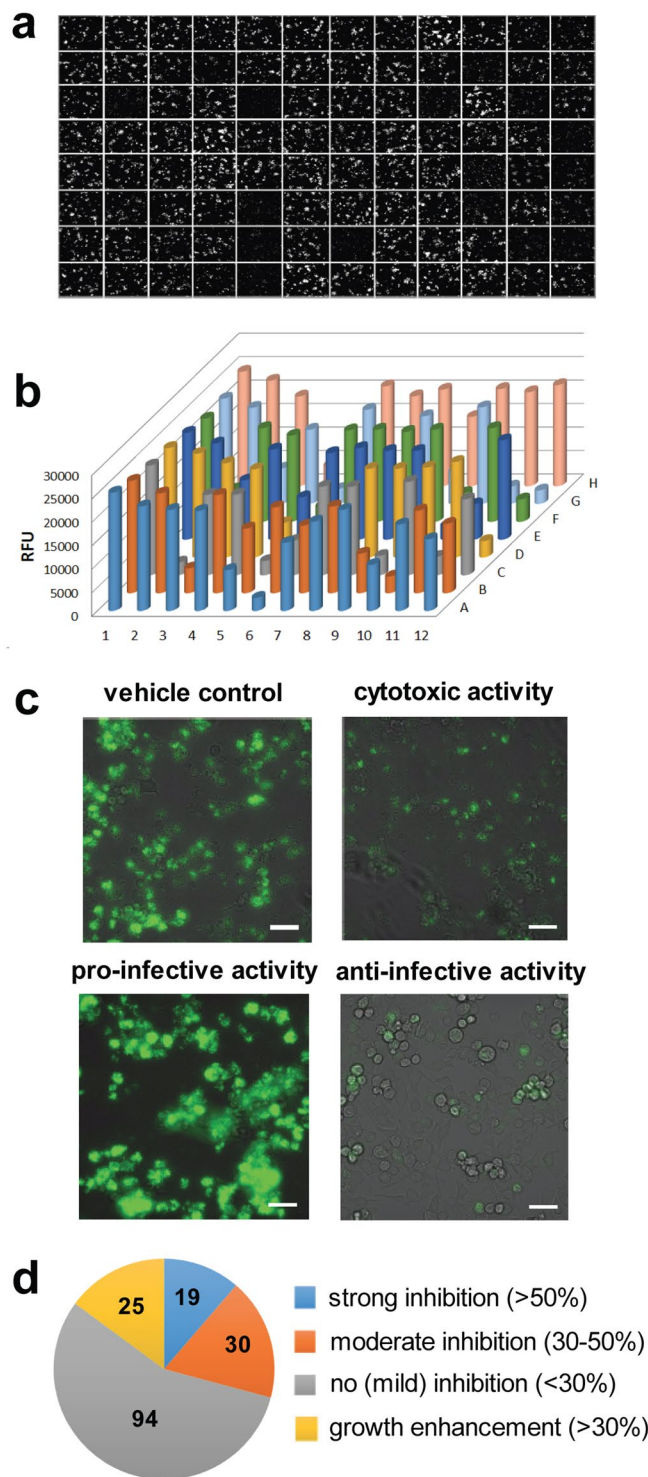 a
b
30000
25000
20000
15000
10000
5000
0
RFU
1 2 3 4 5 6 7 8 9 10 11 12
A
B
C
D
E
F
G
H
c
vehicle control
cytotoxic activity
pro-infective activity
anti-infective activity
d
25
19
30
94
strong inhibition (>50%)
moderate inhibition (30-50%)
no (mild) inhibition (<30%)
growth enhancement (>30%)